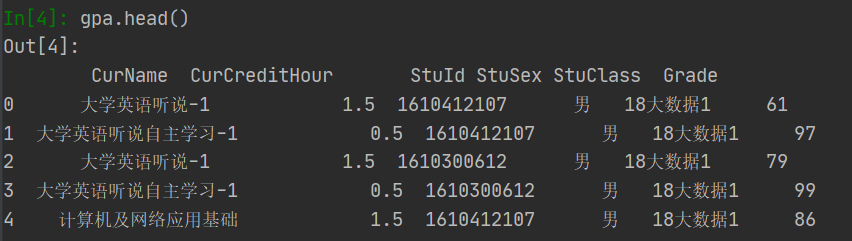 In[4]: gpa.head()
Out[4]:
CurName CurCreditHour StuId StuSex StuClass Grade
0 大学英语听说-1 1.5 1610412107 男 18大数据1 61
1 大学英语听说自主学习-1 0.5 1610412107 男 18大数据1 97
2 大学英语听说-1 1.5 1610300612 男 18大数据1 79
3 大学英语听说自主学习-1 0.5 1610300612 男 18大数据1 99
4 计算机及网络应用基础 1.5 1610412107 男 18大数据1 86